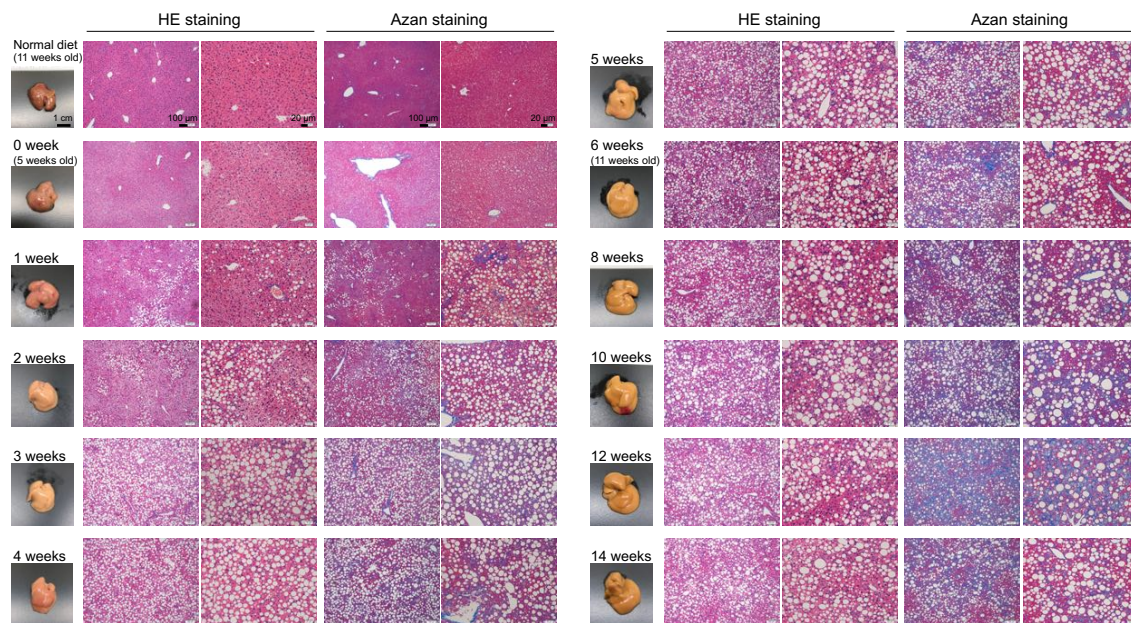 HE staining
Azan staining
Normal diet
(11 weeks old)
1 cm
100 μm
20 μm
100 μm
20 μm
0 week
(5 weeks old)
1 week
2 weeks
3 weeks
4 weeks
HE staining
Azan staining
5 weeks
6 weeks
(11 weeks old)
8 weeks
10 weeks
12 weeks
14 weeks